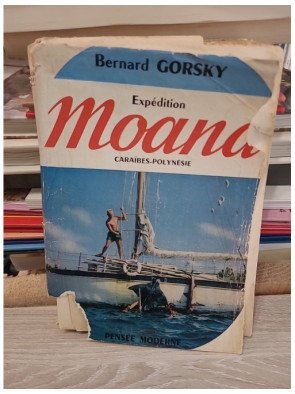 Bernard GORSKY
Expédition
Moana
CARAÏBES-POLYNÉSIE
PENSÉE MODERNE